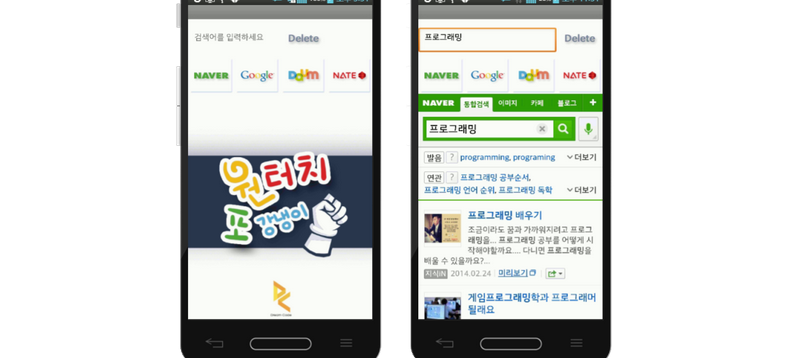 검색어를 입력하세요
Delete
NAVER
Google
Daum
NATE
원터치
포 강냉이
프로그래밍
Delete
NAVER
Google
Daum
NATE
NAVER 통합검색 이미지 카페 블로그 +
프로그래밍
발음 ? programming, programing 더보기
연관 ? 프로그래밍 공부순서,
프로그래밍 언어 순위, 프로그래밍 독학 더보기
프로그래밍 배우기
조금이라도 꿈과 가까워지려고 프로그
래밍을... 프로그래밍 공부를 어떻게 시
작해야할까요.... 다니면 프로그래밍을
배울 수 있을까요?...
지식iN 2014.02.24 미리보기
게임프로그래밍학과 프로그래머
될래요